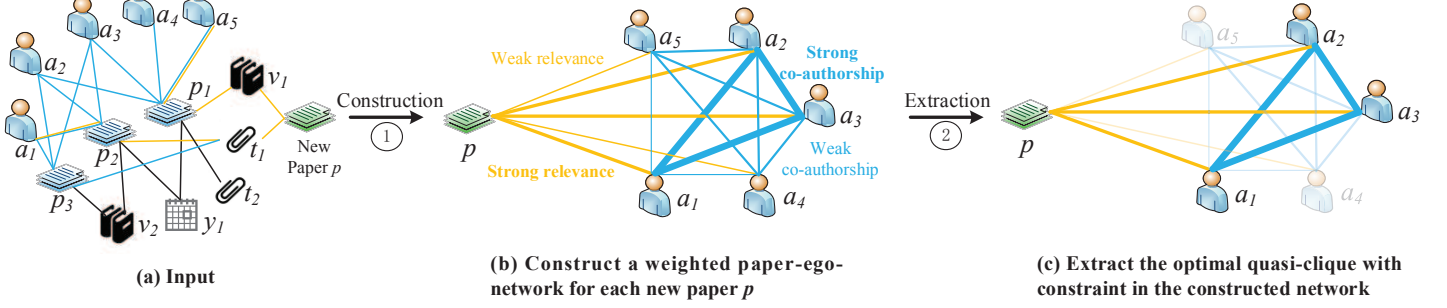 a3
a4
a5
a2
p1
v1
a1
p2
t1
New
Paper p
p3
t2
v2
y1
(a) Input
Construction
1
a5
a2
Weak relevance
Strong
co-authorship
p
a3
Strong relevance
Weak
co-authorship
a1
a4
(b) Construct a weighted paper-ego-
network for each new paper p
Extraction
2
a5
a2
a3
p
a1
a4
(c) Extract the optimal quasi-clique with
constraint in the constructed network